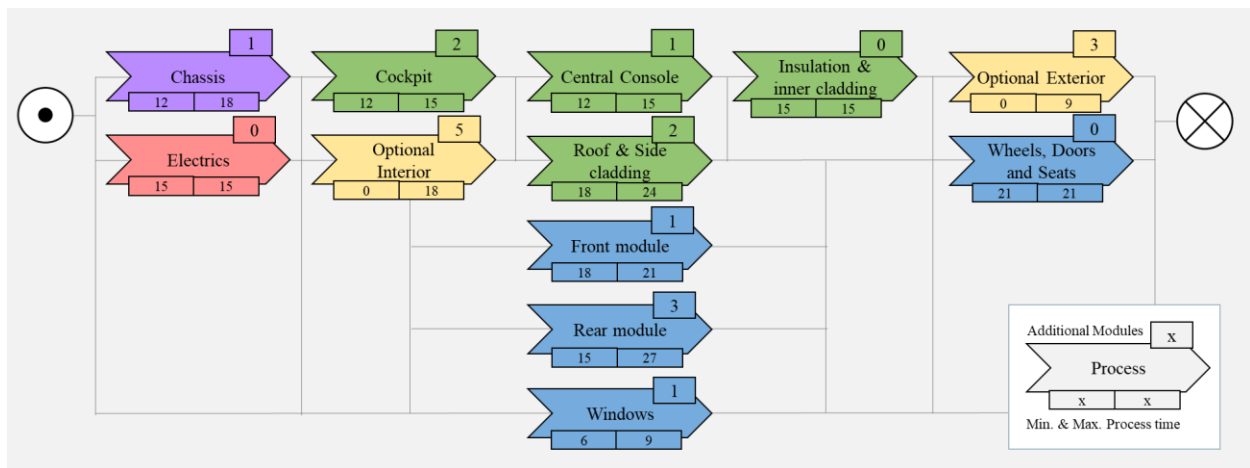 1
Chassis
12 18
2
Cockpit
12 15
1
Central Console
12 15
0
Insulation &
inner cladding
15 15
3
Optional Exterior
0 9
0
Electrics
15 15
5
Optional
Interior
0 18
2
Roof & Side
cladding
18 24
0
Wheels, Doors
and Seats
21 21
1
Front module
18 21
3
Rear module
15 27
1
Windows
6 9
Additional Modules
x
Process
x x
Min. & Max. Process time